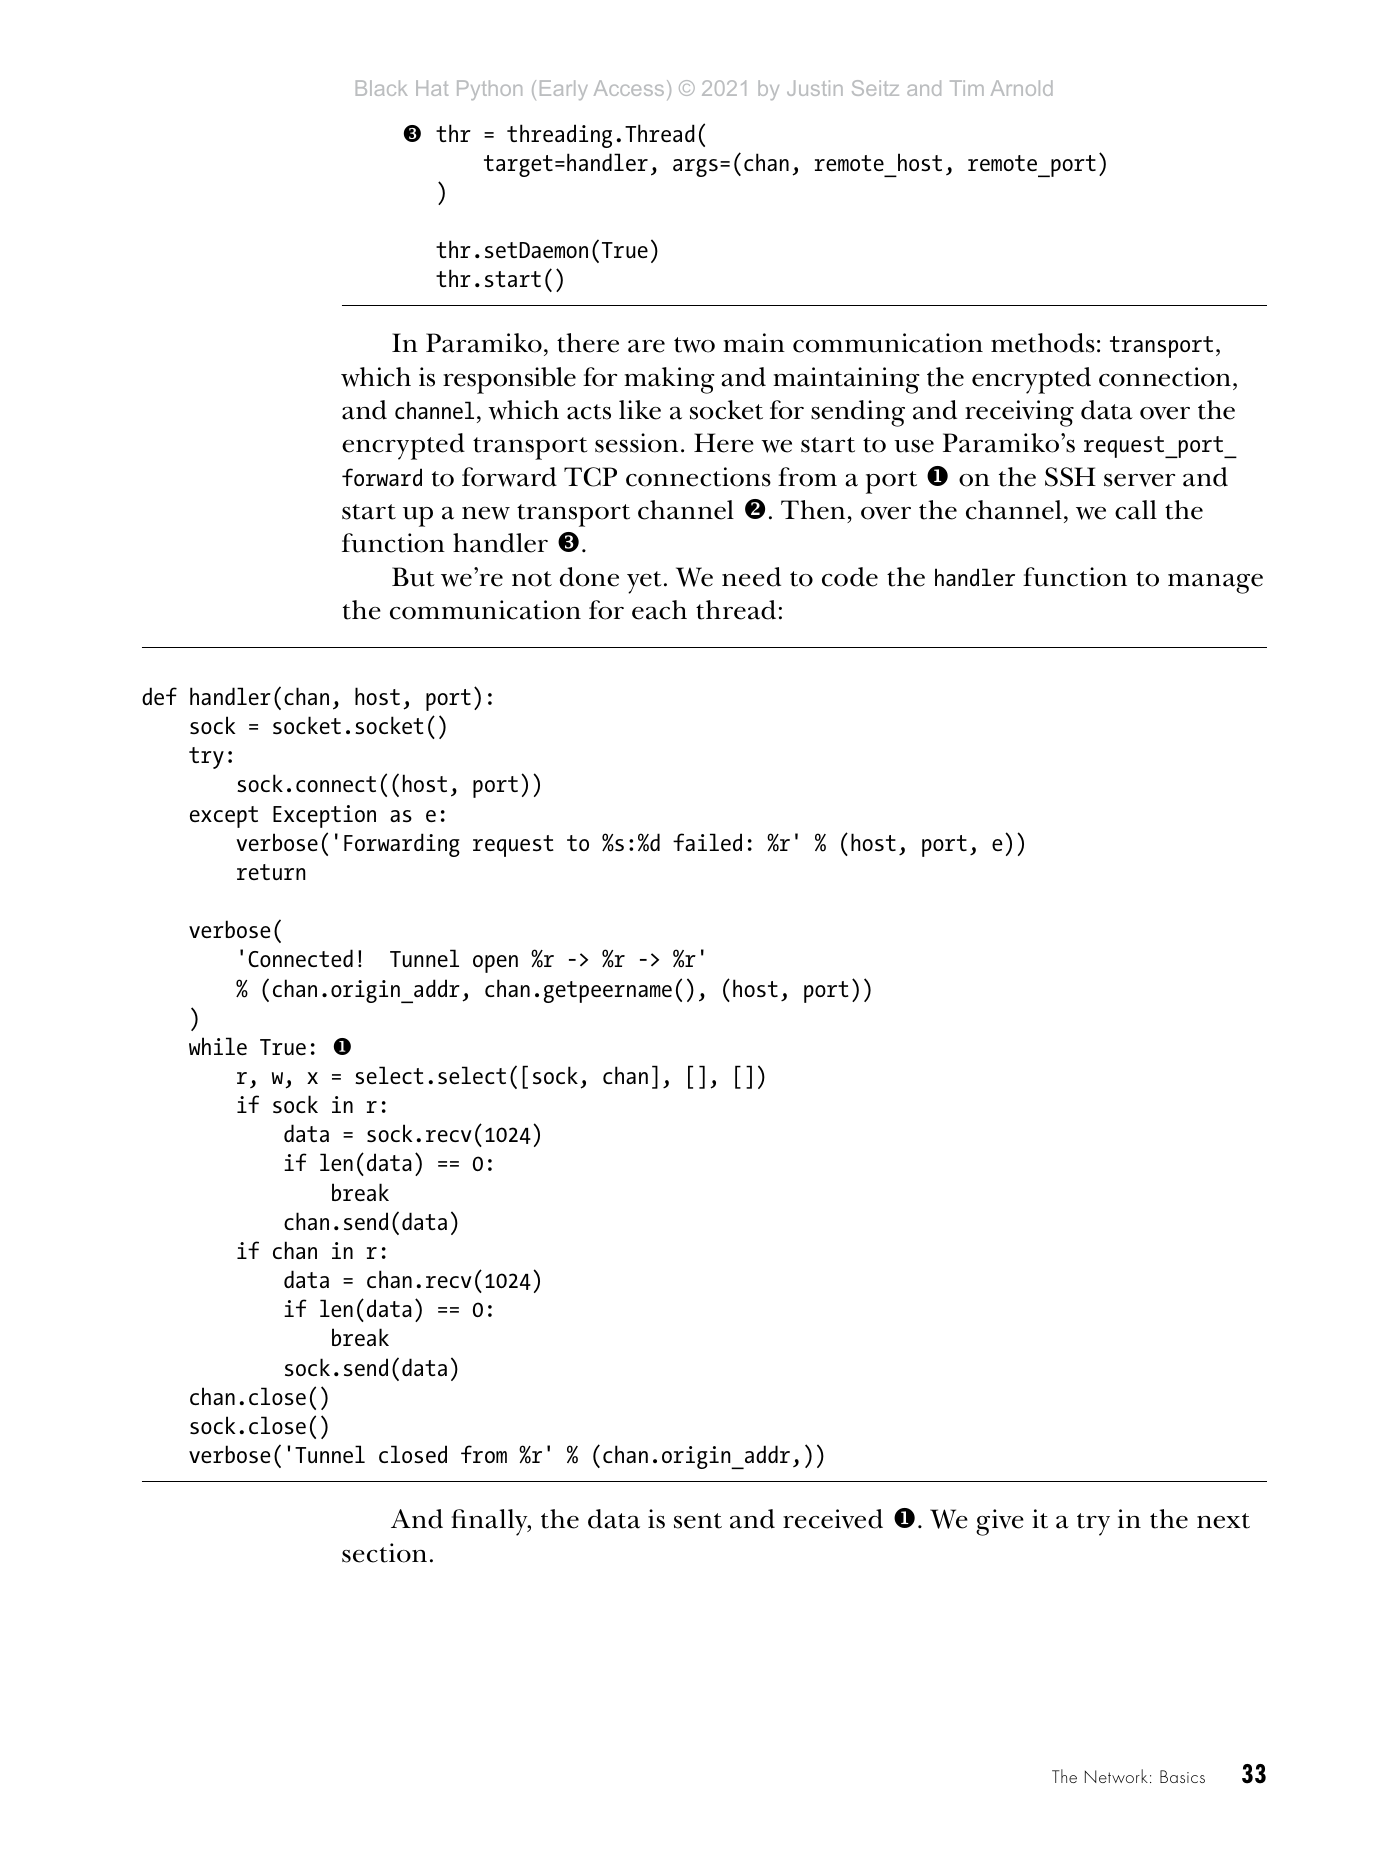 Black Hat Python (Early Access) © 2021 by Justin Seitz and Tim Arnold
❸ thr = threading.Thread(
        target=handler, args=(chan, remote_host, remote_port)
    )
    thr.setDaemon(True)
    thr.start()
In Paramiko, there are two main communication methods: transport,
which is responsible for making and maintaining the encrypted connection,
and channel, which acts like a socket for sending and receiving data over the
encrypted transport session. Here we start to use Paramiko’s request_port_
forward to forward TCP connections from a port ❶ on the SSH server and
start up a new transport channel ❷. Then, over the channel, we call the
function handler ❸.
But we’re not done yet. We need to code the handler function to manage
the communication for each thread:
def handler(chan, host, port):
    sock = socket.socket()
    try:
        sock.connect((host, port))
    except Exception as e:
        verbose('Forwarding request to %s:%d failed: %r' % (host, port, e))
        return
    verbose(
        'Connected!  Tunnel open %r -> %r -> %r'
        % (chan.origin_addr, chan.getpeername(), (host, port))
    )
    while True: ❶
        r, w, x = select.select([sock, chan], [], [])
        if sock in r:
            data = sock.recv(1024)
            if len(data) == 0:
                break
            chan.send(data)
        if chan in r:
            data = chan.recv(1024)
            if len(data) == 0:
                break
            sock.send(data)
    chan.close()
    sock.close()
    verbose('Tunnel closed from %r' % (chan.origin_addr,))
And finally, the data is sent and received ❶. We give it a try in the next
section.
The Network: Basics 33